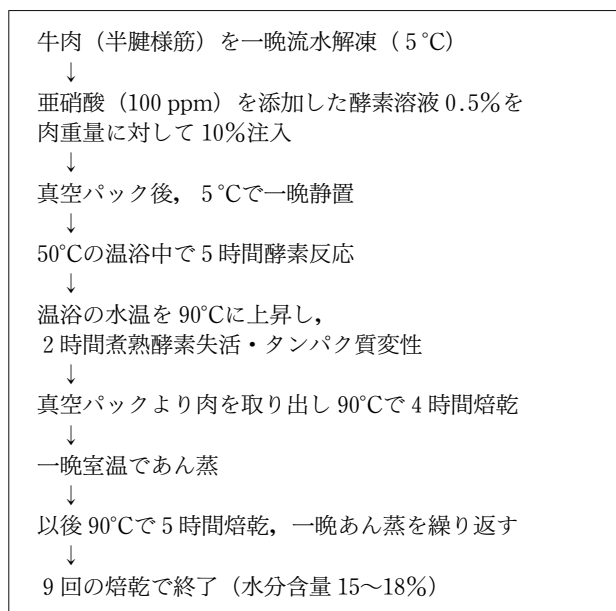 牛肉（半腱様筋）を一晩流水解凍（5℃）
↓
亜硝酸（100 ppm）を添加した酵素溶液 0.5％を
肉重量に対して 10％注入
↓
真空パック後，5℃で一晩静置
↓
50℃の温浴中で 5 時間酵素反応
↓
温浴の水温を 90℃に上昇し，
2 時間煮熟酵素失活・タンパク質変性
↓
真空パックより肉を取り出し 90℃で 4 時間焙乾
↓
一晩室温であん蒸
↓
以後 90℃で 5 時間焙乾，一晩あん蒸を繰り返す
↓
9 回の焙乾で終了（水分含量 15～18％）